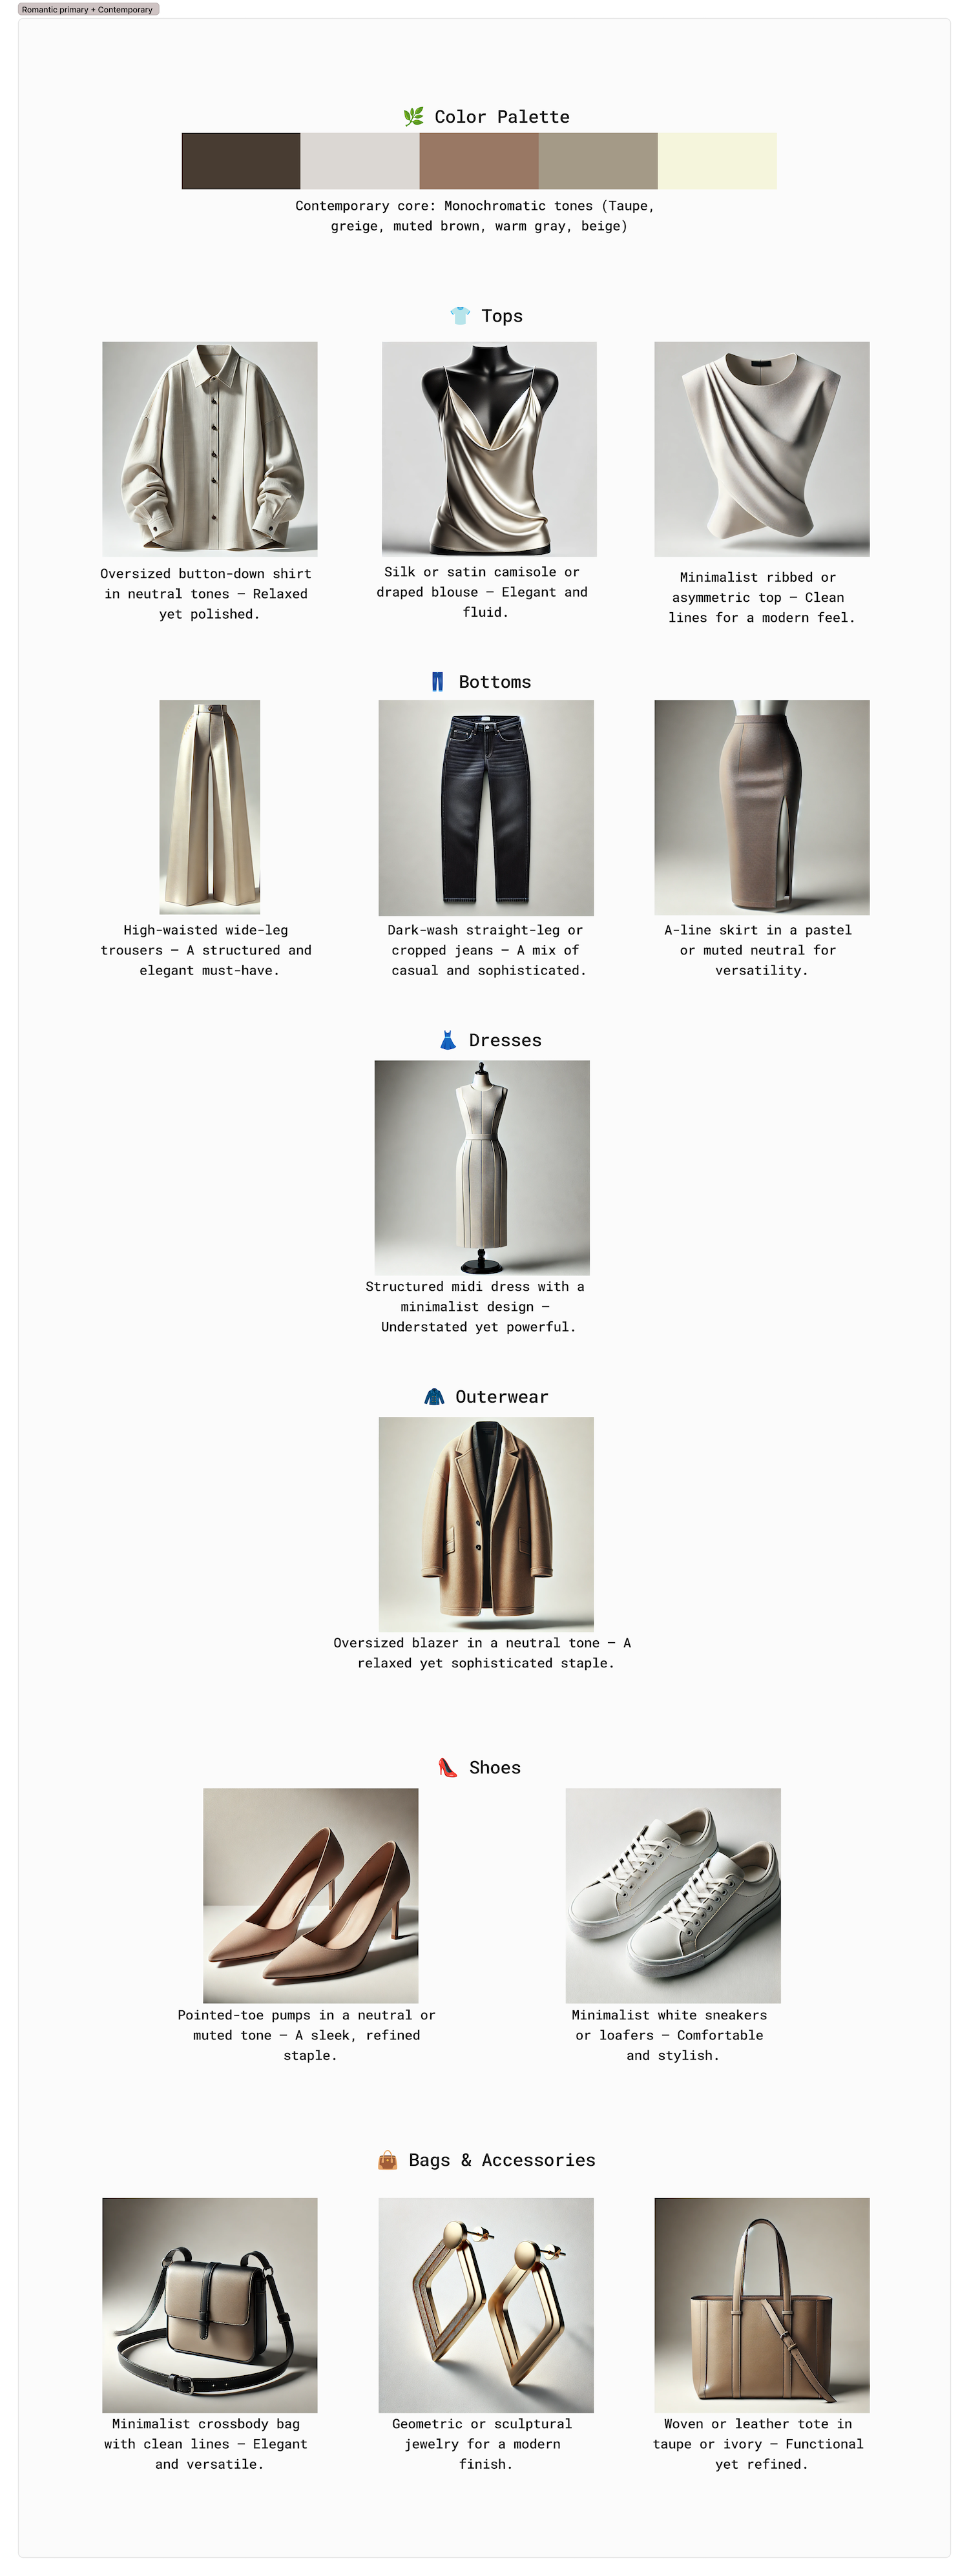 Romantic primary + Contemporary
🌿 Color Palette
Contemporary core: Monochromatic tones (Taupe,
greige, muted brown, warm gray, beige)
👕 Tops
Oversized button-down shirt
in neutral tones – Relaxed
yet polished.
Silk or satin camisole or
draped blouse – Elegant and
fluid.
Minimalist ribbed or
asymmetric top – Clean
lines for a modern feel.
👖 Bottoms
High-waisted wide-leg
trousers – A structured and
elegant must-have.
Dark-wash straight-leg or
cropped jeans – A mix of
casual and sophisticated.
A-line skirt in a pastel
or muted neutral for
versatility.
👗 Dresses
Structured midi dress with a
minimalist design –
Understated yet powerful.
🧥 Outerwear
Oversized blazer in a neutral tone – A
relaxed yet sophisticated staple.
👠 Shoes
Pointed-toe pumps in a neutral or
muted tone – A sleek, refined
staple.
Minimalist white sneakers
or loafers – Comfortable
and stylish.
👜 Bags & Accessories
Minimalist crossbody bag
with clean lines – Elegant
and versatile.
Geometric or sculptural
jewelry for a modern
finish.
Woven or leather tote in
taupe or ivory – Functional
yet refined.